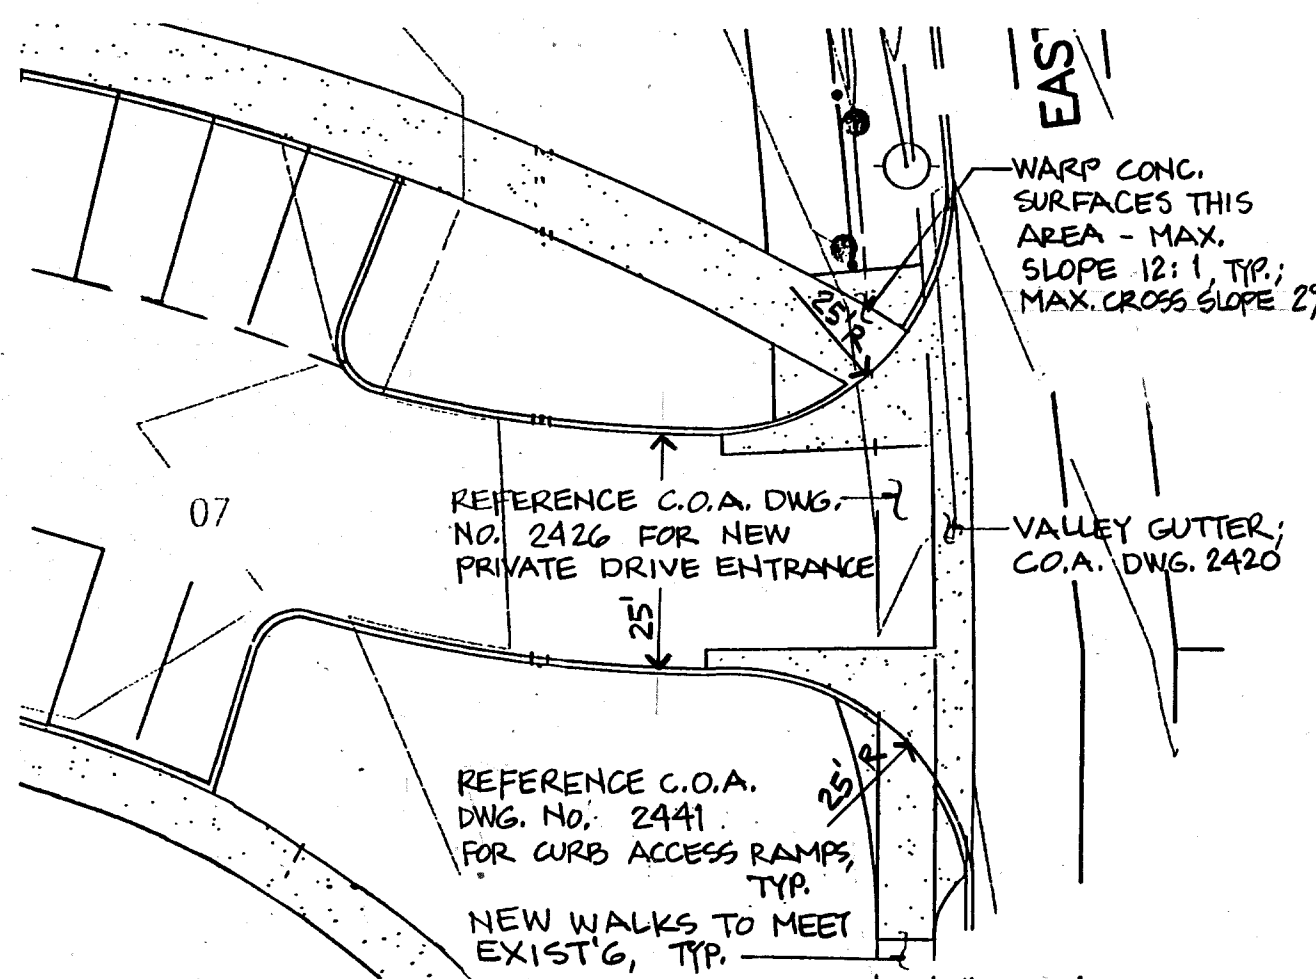 EAST
WARP CONC.
SURFACES THIS
AREA - MAX.
SLOPE 12:1, TYP.;
MAX. CROSS SLOPE 2%
25' R
REFERENCE C.O.A. DWG.
NO. 2426 FOR NEW
PRIVATE DRIVE ENTRANCE
07
VALLEY GUTTER;
C.O.A. DWG. 2420
25'
REFERENCE C.O.A.
DWG. NO. 2441
FOR CURB ACCESS RAMPS,
TYP.
25' R
NEW WALKS TO MEET
EXIST'G, TYP.